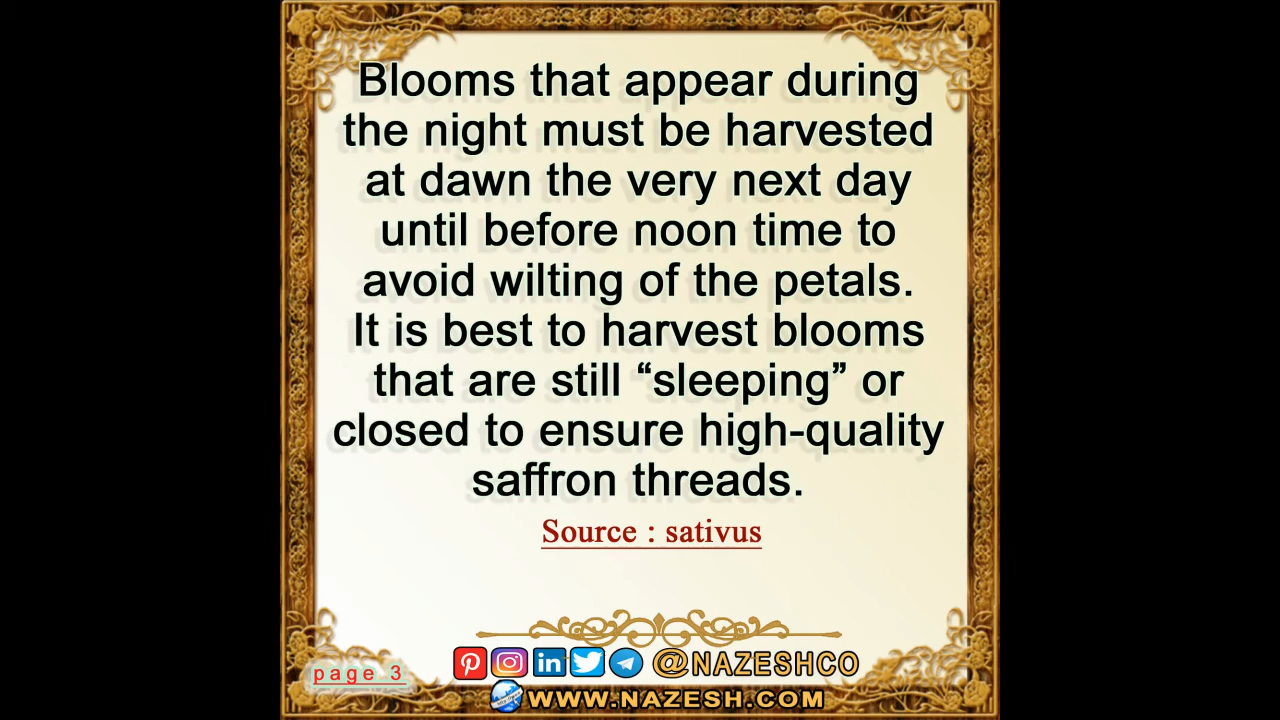 Blooms that appear during
the night must be harvested
at dawn the very next day
until before noon time to
avoid wilting of the petals.
It is best to harvest blooms
that are still “sleeping” or
closed to ensure high-quality
saffron threads.
Source : sativus
@NAZESHCO
page 3
WWW.NAZESH.COM